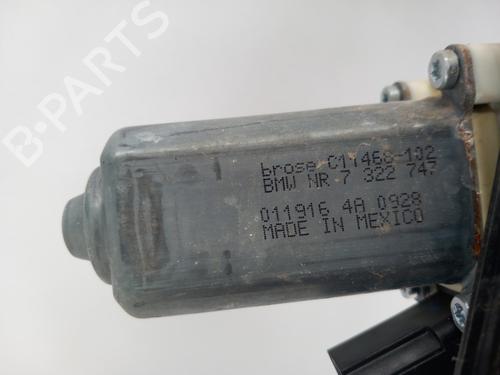 B-PARTS
brose C11468-102
BMW NR 7 322 747
011916 4A 0928
MADE IN MEXICO